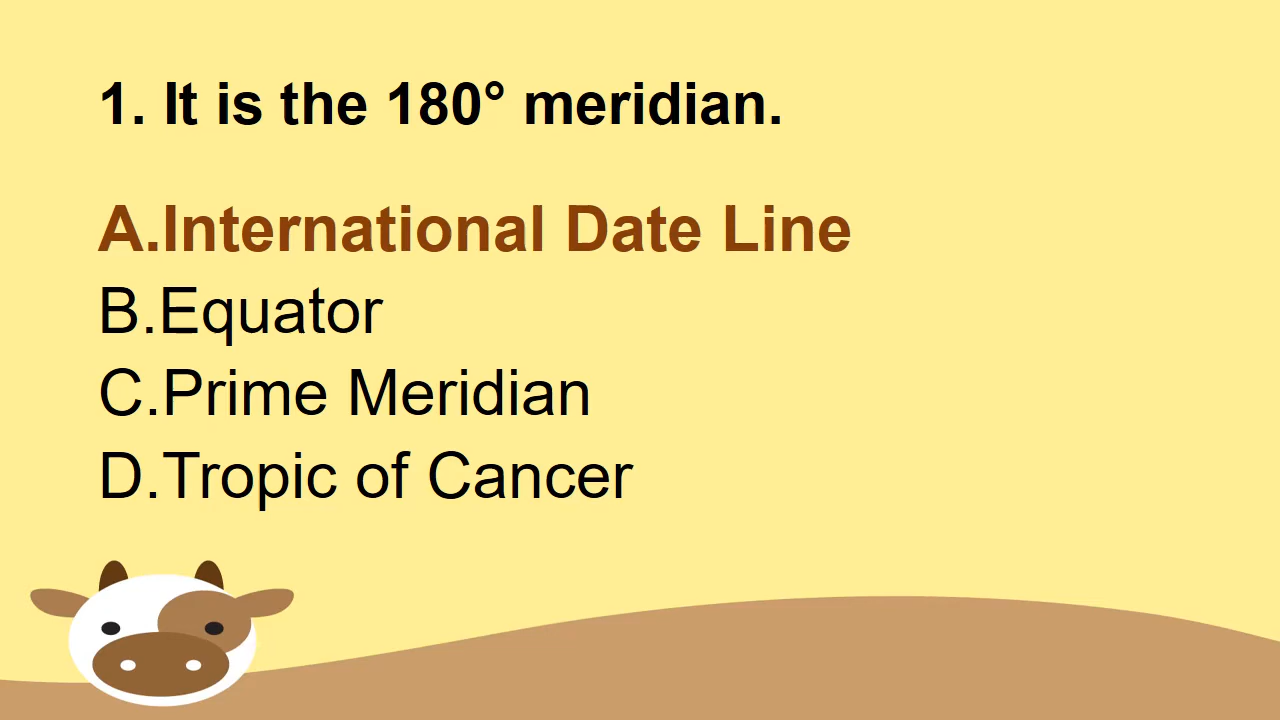 1. It is the 180° meridian.
A.International Date Line
B.Equator
C.Prime Meridian
D.Tropic of Cancer